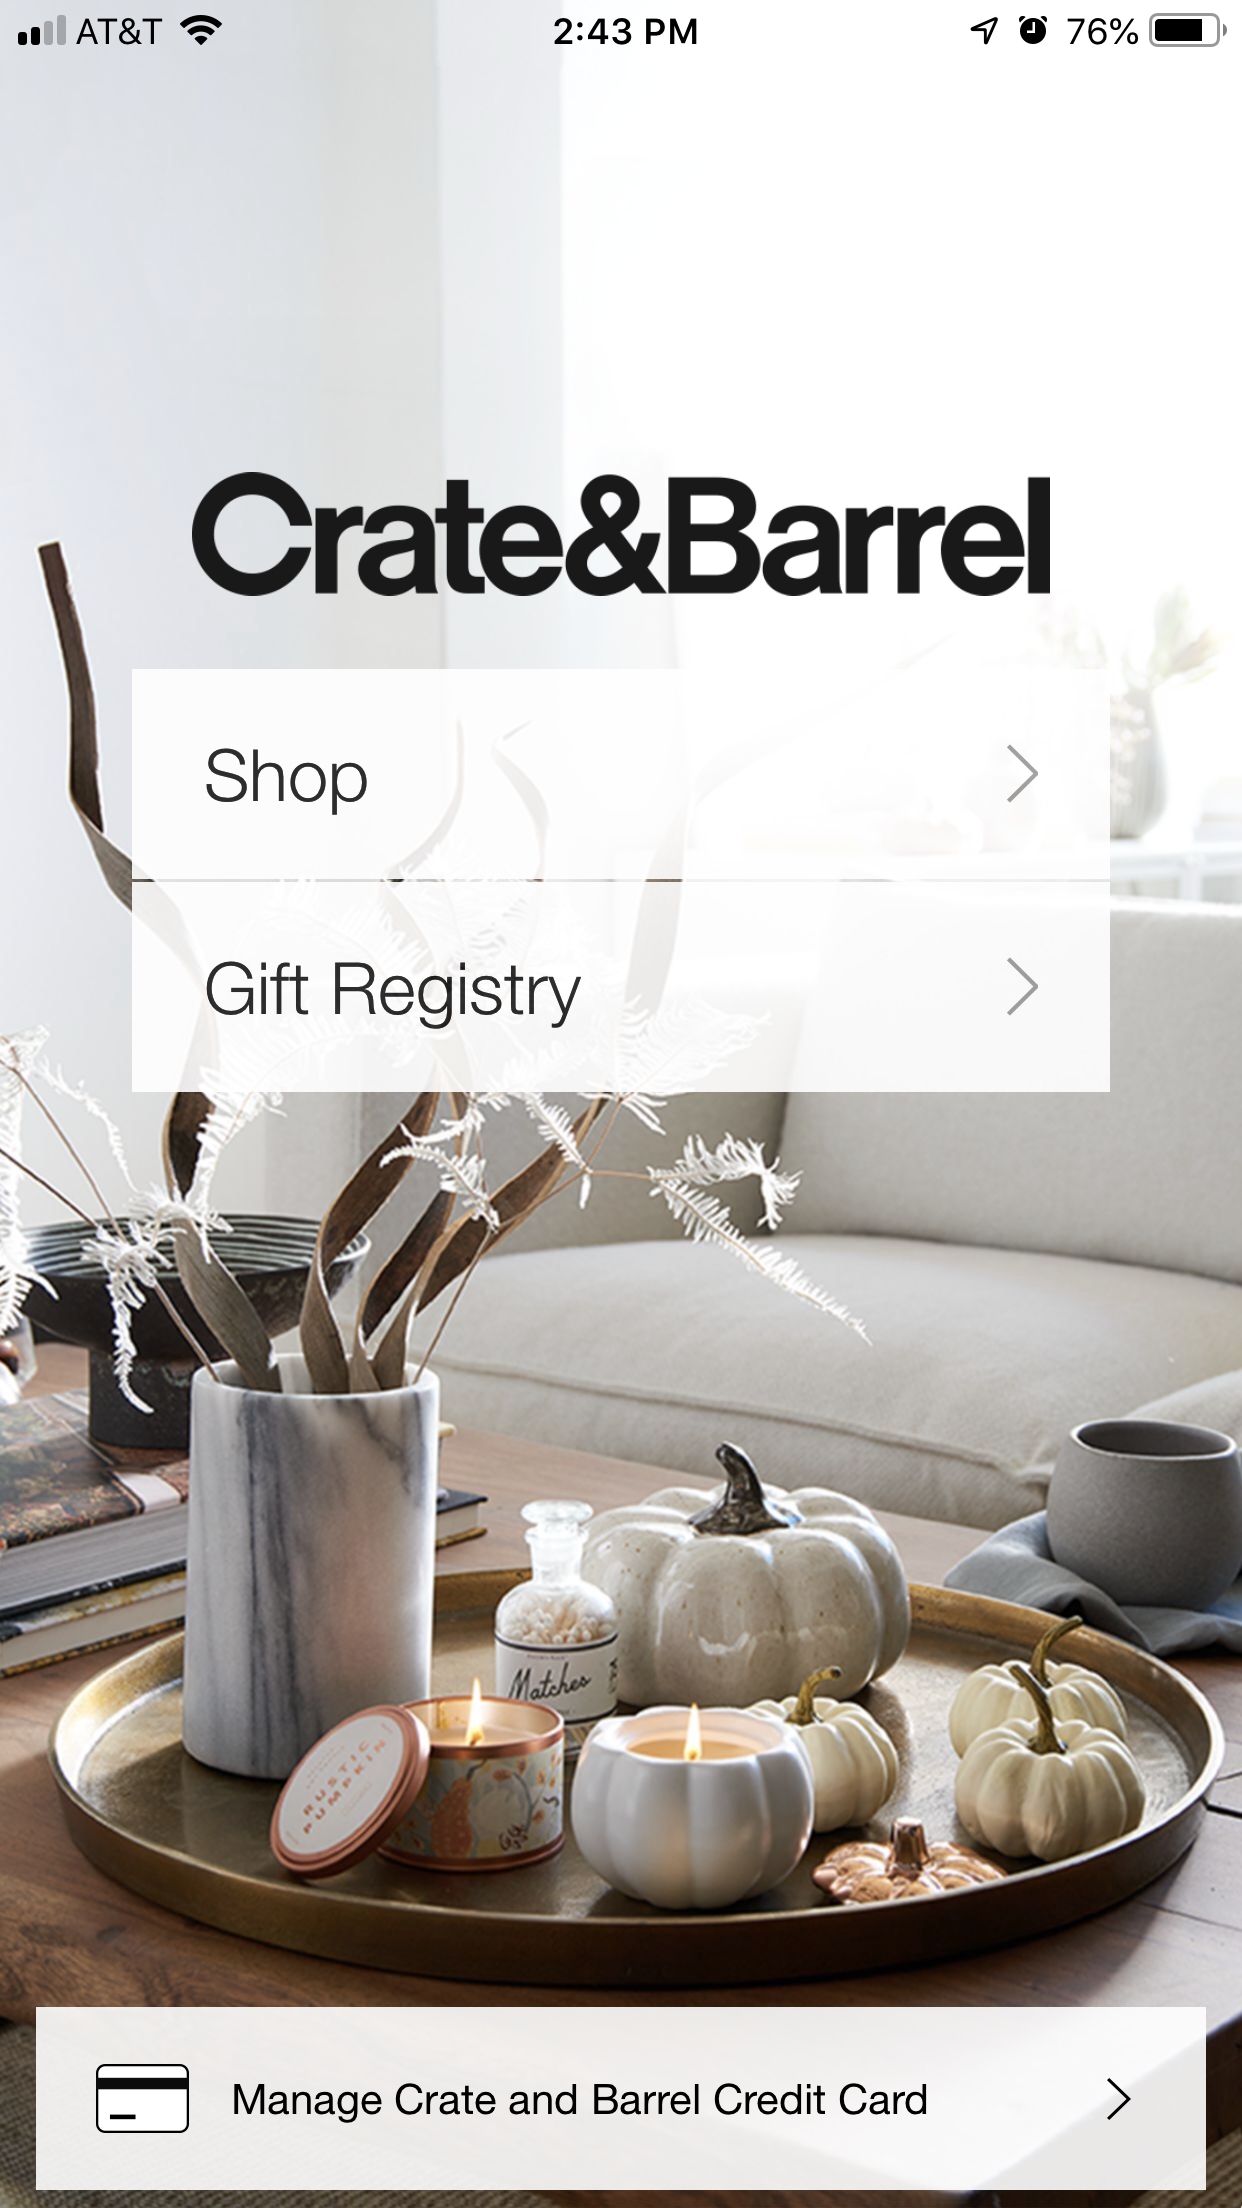 AT&T 2:43 PM 76%
Crate&Barrel
Shop
Gift Registry
Matches
RUSTIC
PUMPKIN
Manage Crate and Barrel Credit Card